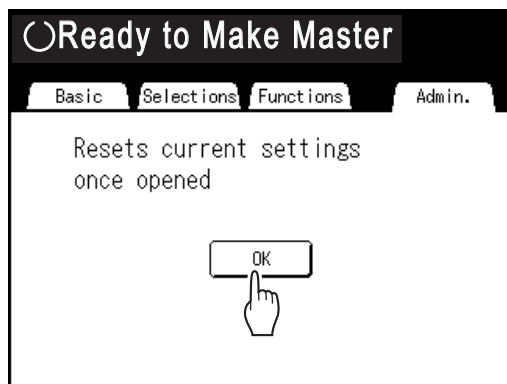 Ready to Make Master
Basic Selections Functions Admin.
Resets current settings
once opened
OK